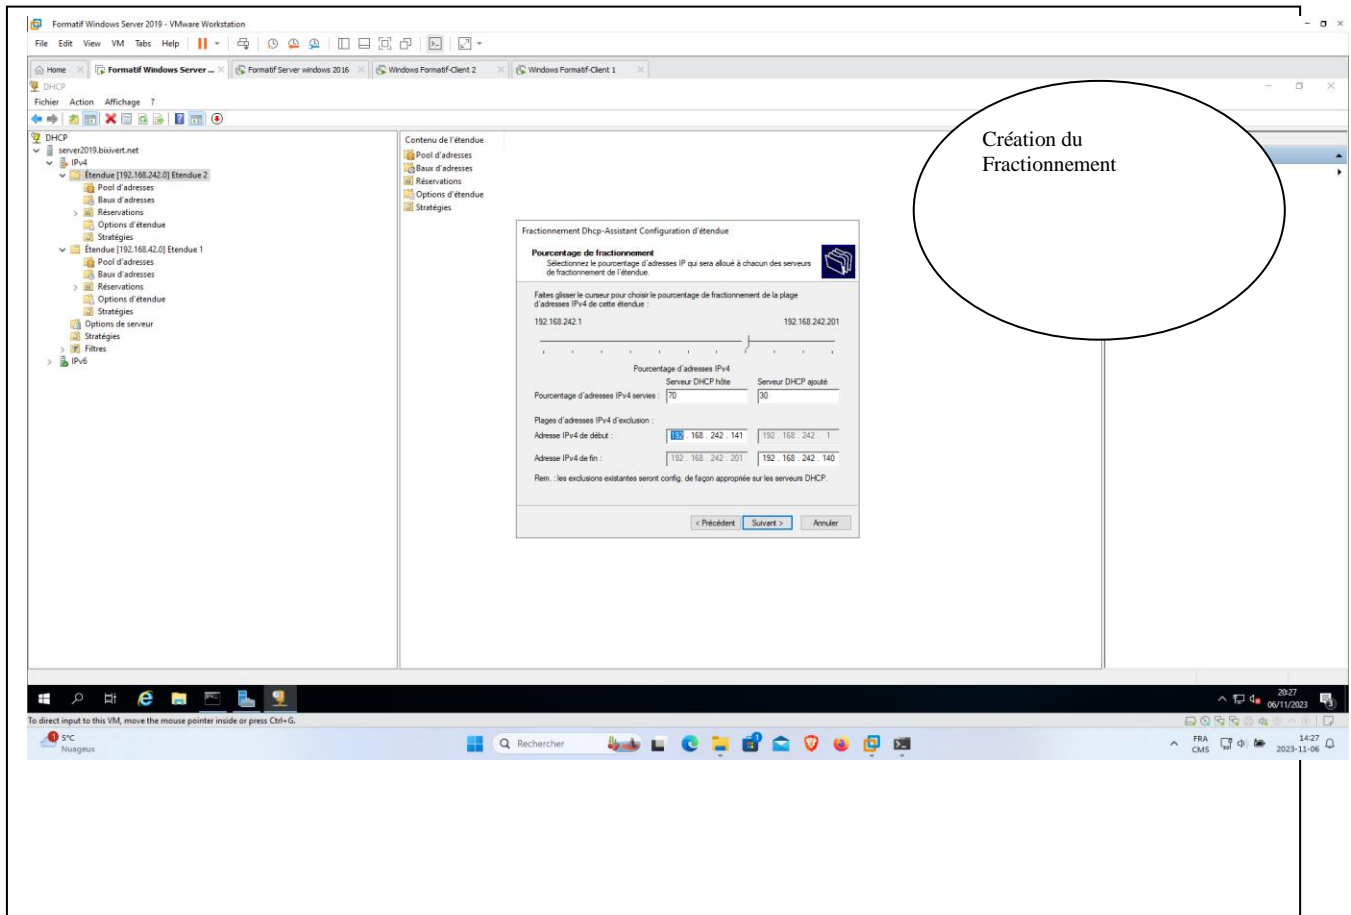 Formatif Windows Server 2019 - VMware Workstation
File Edit View VM Tabs Help
Home Formatif Windows Server ... Formatif Server windows 2016 Windows Formatif-Client 2 Windows Formatif-Client 1
DHCP
Fichier Action Affichage ?
DHCP
server2019.bixivert.net
IPv4
Étendue [192.168.242.0] Etendue 2
Pool d'adresses
Baux d'adresses
Réservations
Options d'étendue
Stratégies
Étendue [192.168.42.0] Etendue 1
Pool d'adresses
Baux d'adresses
Réservations
Options d'étendue
Stratégies
Options de serveur
Stratégies
Filtres
IPv6
Contenu de l'étendue
Pool d'adresses
Baux d'adresses
Réservations
Options d'étendue
Stratégies
Création du
Fractionnement
Fractionnement Dhcp-Assistant Configuration d'étendue
Pourcentage de fractionnement
Sélectionnez le pourcentage d'adresses IP qui sera alloué à chacun des serveurs
de fractionnement de l'étendue.
Faites glisser le curseur pour choisir le pourcentage de fractionnement de la plage
d'adresses IPv4 de cette étendue :
192.168.242.1 192.168.242.201
Pourcentage d'adresses IPv4
Serveur DHCP hôte Serveur DHCP ajouté
Pourcentage d'adresses IPv4 servies : 70 30
Plages d'adresses IPv4 d'exclusion :
Adresse IPv4 de début : 192 . 168 . 242 . 141 192 . 168 . 242 . 1
Adresse IPv4 de fin : 192 . 168 . 242 . 201 192 . 168 . 242 . 140
Rem. : les exclusions existantes seront config. de façon appropriée sur les serveurs DHCP.
< Précédent Suivant > Annuler
20:27
06/11/2023
To direct input to this VM, move the mouse pointer inside or press Ctrl+G.
5°C
Nuageux
Rechercher
FRA
CMS
14:27
2023-11-06